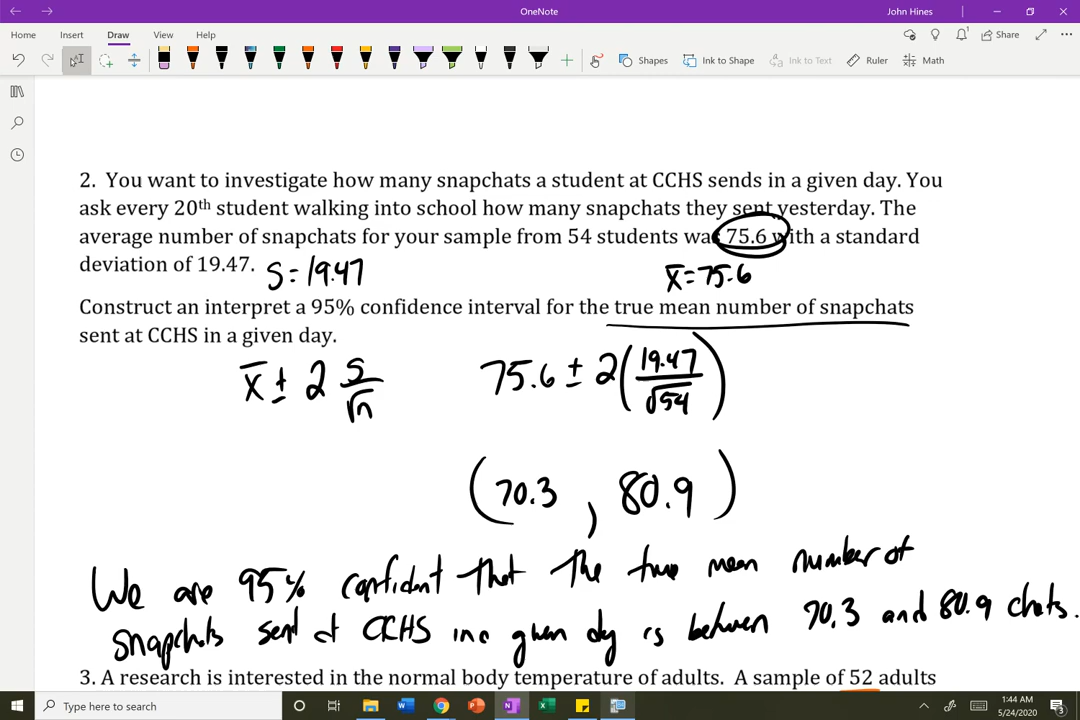 OneNote
John Hines
Home Insert Draw View Help
Share
Shapes Ink to Shape Ink to Text Ruler Math
2. You want to investigate how many snapchats a student at CCHS sends in a given day. You
ask every 20th student walking into school how many snapchats they sent yesterday. The
average number of snapchats for your sample from 54 students was 75.6 with a standard
deviation of 19.47. S = 19.47 x̄ = 75.6
Construct an interpret a 95% confidence interval for the true mean number of snapchats
sent at CCHS in a given day.
x̄ ± 2 s/√n 75.6 ± 2(19.47/√54)
(70.3, 80.9)
We are 95% confident that the true mean number of
snapchats sent at CCHS in a given day is between 70.3 and 80.9 chats.
3. A research is interested in the normal body temperature of adults. A sample of 52 adults
Type here to search
1:44 AM
5/24/2020
3